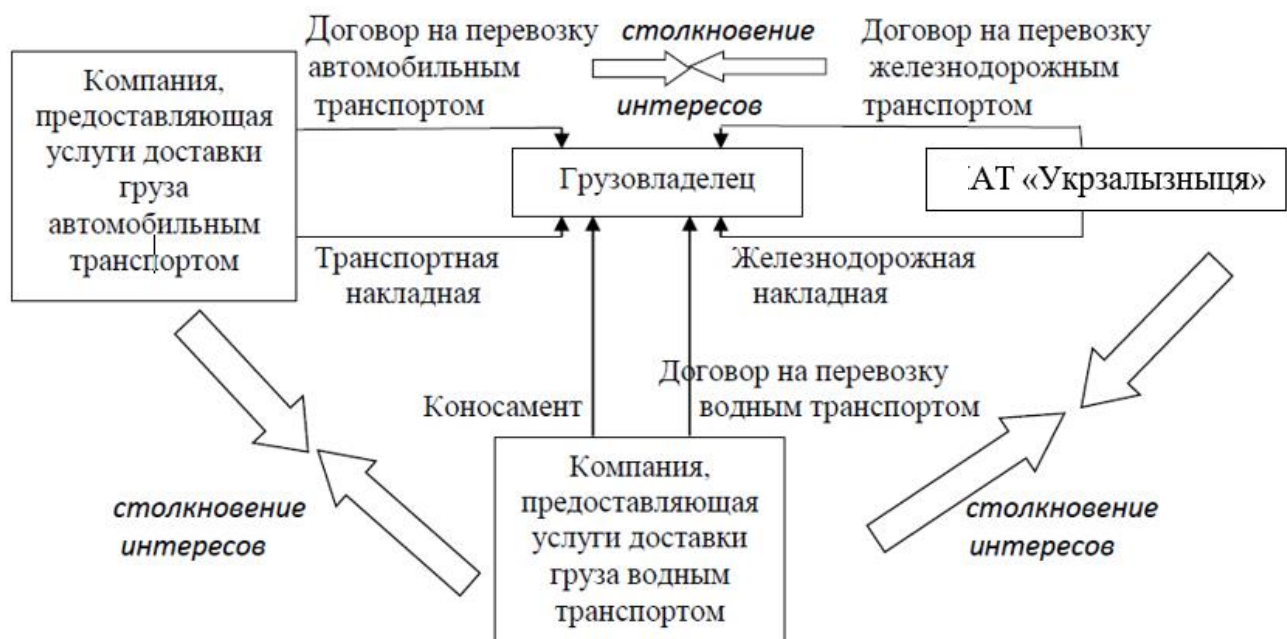 Компания,
предоставляющая
услуги доставки
груза
автомобильным
транспортом
Договор на перевозку
автомобильным
транспортом
столкновение
интересов
Договор на перевозку
железнодорожным
транспортом
Грузовладелец
АТ «Укрзалызныця»
Транспортная
накладная
Железнодорожная
накладная
Коносамент
Договор на перевозку
водным транспортом
столкновение
интересов
Компания,
предоставляющая
услуги доставки
груза водным
транспортом
столкновение
интересов